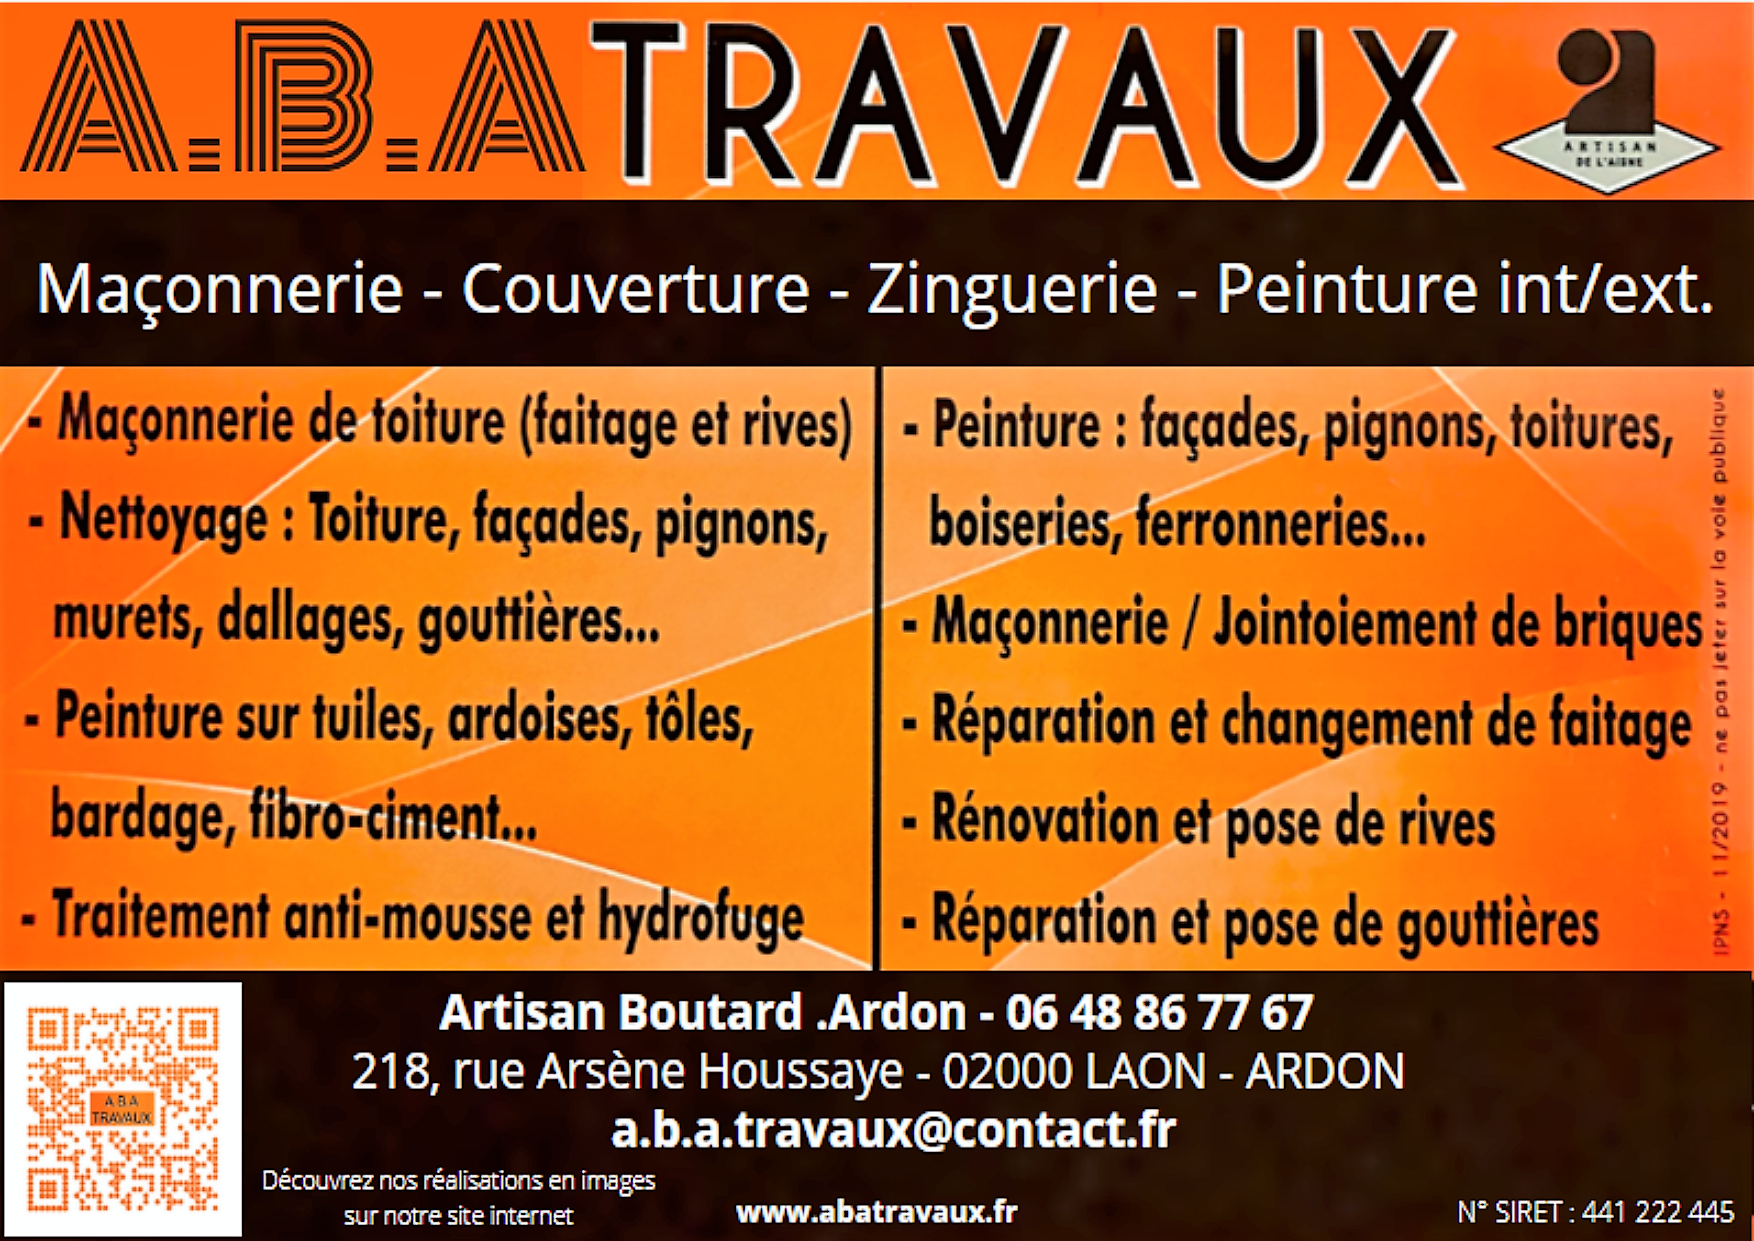 A.B.A TRAVAUX
ARTISAN
DE L'AISNE
Maçonnerie - Couverture - Zinguerie - Peinture int/ext.
- Maçonnerie de toiture (faitage et rives)
- Nettoyage : Toiture, façades, pignons,
murets, dallages, gouttières...
- Peinture sur tuiles, ardoises, tôles,
bardage, fibro-ciment...
- Traitement anti-mousse et hydrofuge
- Peinture : façades, pignons, toitures,
boiseries, ferronneries...
- Maçonnerie / Jointoiement de briques
- Réparation et changement de faitage
- Rénovation et pose de rives
- Réparation et pose de gouttières
IPNS - 11/2019 - ne pas jeter sur la voie publique
Artisan Boutard .Ardon - 06 48 86 77 67
218, rue Arsène Houssaye - 02000 LAON - ARDON
a.b.a.travaux@contact.fr
A.B.A
TRAVAUX
Découvrez nos réalisations en images
sur notre site internet
www.abatravaux.fr
N° SIRET : 441 222 445